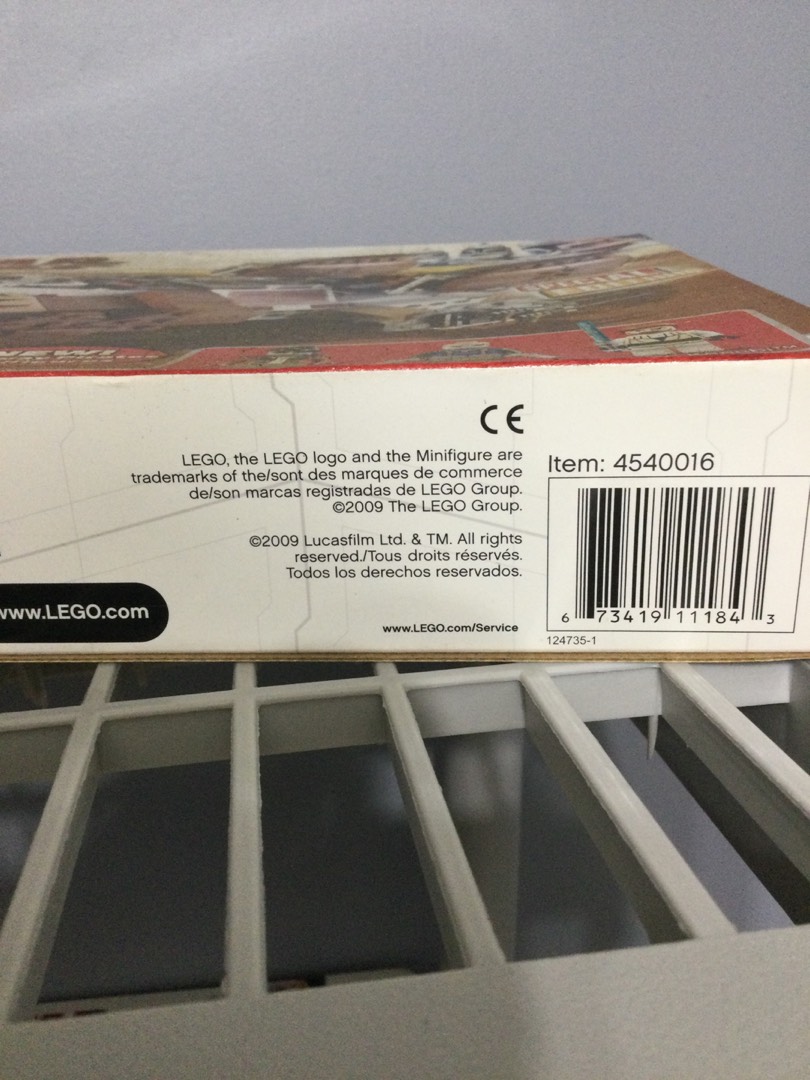 CE
LEGO, the LEGO logo and the Minifigure are
trademarks of the/sont des marques de commerce
de/son marcas registradas de LEGO Group.
©2009 The LEGO Group.
©2009 Lucasfilm Ltd. & TM. All rights
reserved./Tous droits réservés.
Todos los derechos reservados.
www.LEGO.com
www.LEGO.com/Service
Item: 4540016
6 73419 11184 3
124735-1